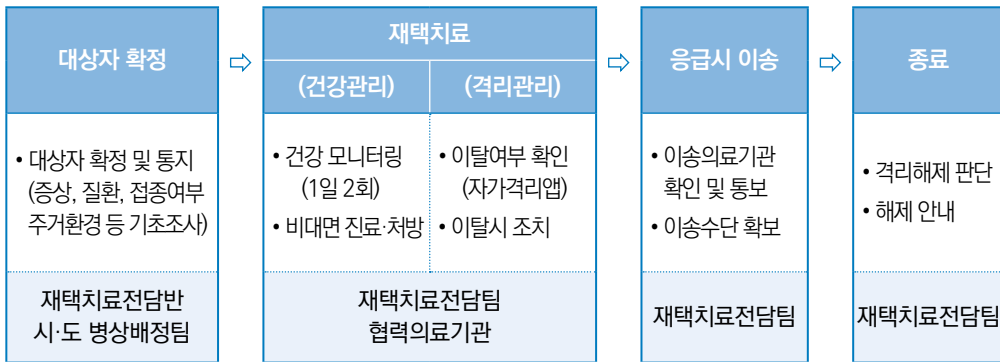 대상자 확정
• 대상자 확정 및 통지
(증상, 질환, 접종여부
주거환경 등 기초조사)
재택치료전담반
시·도 병상배정팀
⇨
재택치료
(건강관리)
• 건강 모니터링
(1일 2회)
• 비대면 진료·처방
(격리관리)
• 이탈여부 확인
(자가격리앱)
• 이탈시 조치
재택치료전담팀
협력의료기관
⇨
응급시 이송
• 이송의료기관
확인 및 통보
• 이송수단 확보
재택치료전담팀
⇨
종료
• 격리해제 판단
• 해제 안내
재택치료전담팀